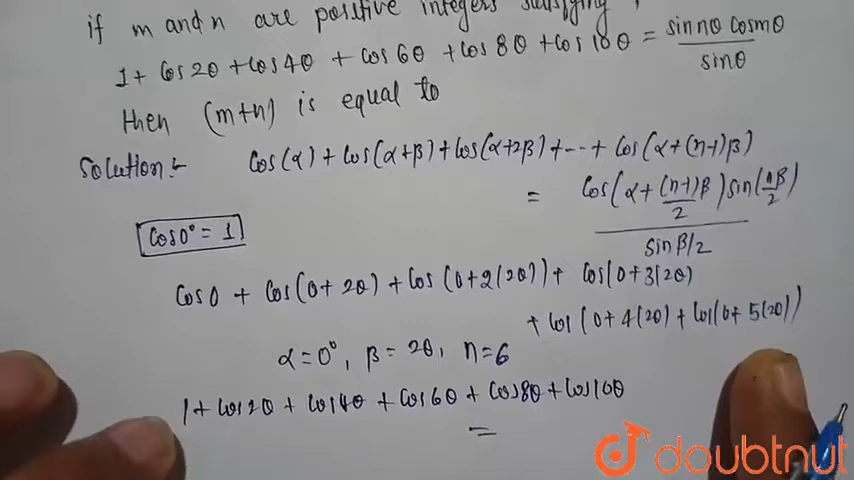 if m and n are positive integers satisfying
1 + Cos 2θ + Cos 4θ + Cos 6θ + Cos 8θ + Cos 10θ = sin nθ Cos mθ / sin θ
then (m+n) is equal to
Solution:- Cos(α) + Cos(α+β) + Cos(α+2β) + --- + Cos(α+(n-1)β)
= Cos(α + (n-1)β/2) sin(nβ/2) / sin β/2
Cos 0° = 1
Cos 0 + Cos(0+2θ) + Cos(0+2(2θ)) + Cos(0+3(2θ)
+ Cos(0+4(2θ) + Cos(0+5(2θ))
α = 0°, β = 2θ, n = 6
1 + Cos 2θ + Cos 4θ + Cos 6θ + Cos 8θ + Cos 10θ
=
doubtnut